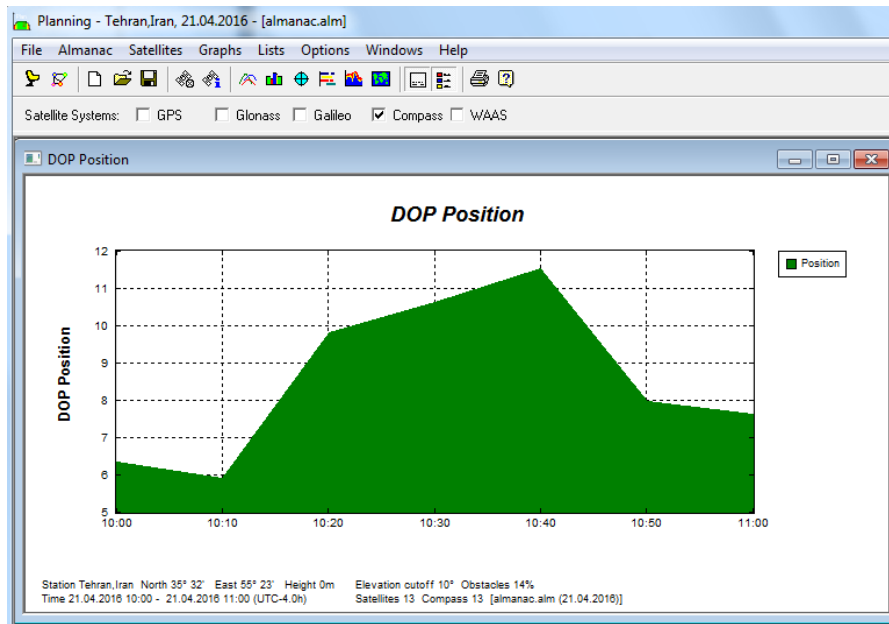 Planning - Tehran,Iran, 21.04.2016 - [almanac.alm]
File Almanac Satellites Graphs Lists Options Windows Help
Satellite Systems: GPS Glonass Galileo Compass WAAS
DOP Position
DOP Position
Position
DOP Position
12
11
10
9
8
7
6
5
10:00 10:10 10:20 10:30 10:40 10:50 11:00
Station Tehran,Iran North 35° 32' East 55° 23' Height 0m Elevation cutoff 10° Obstacles 14%
Time 21.04.2016 10:00 - 21.04.2016 11:00 (UTC-4.0h) Satellites 13 Compass 13 [almanac.alm (21.04.2016)]